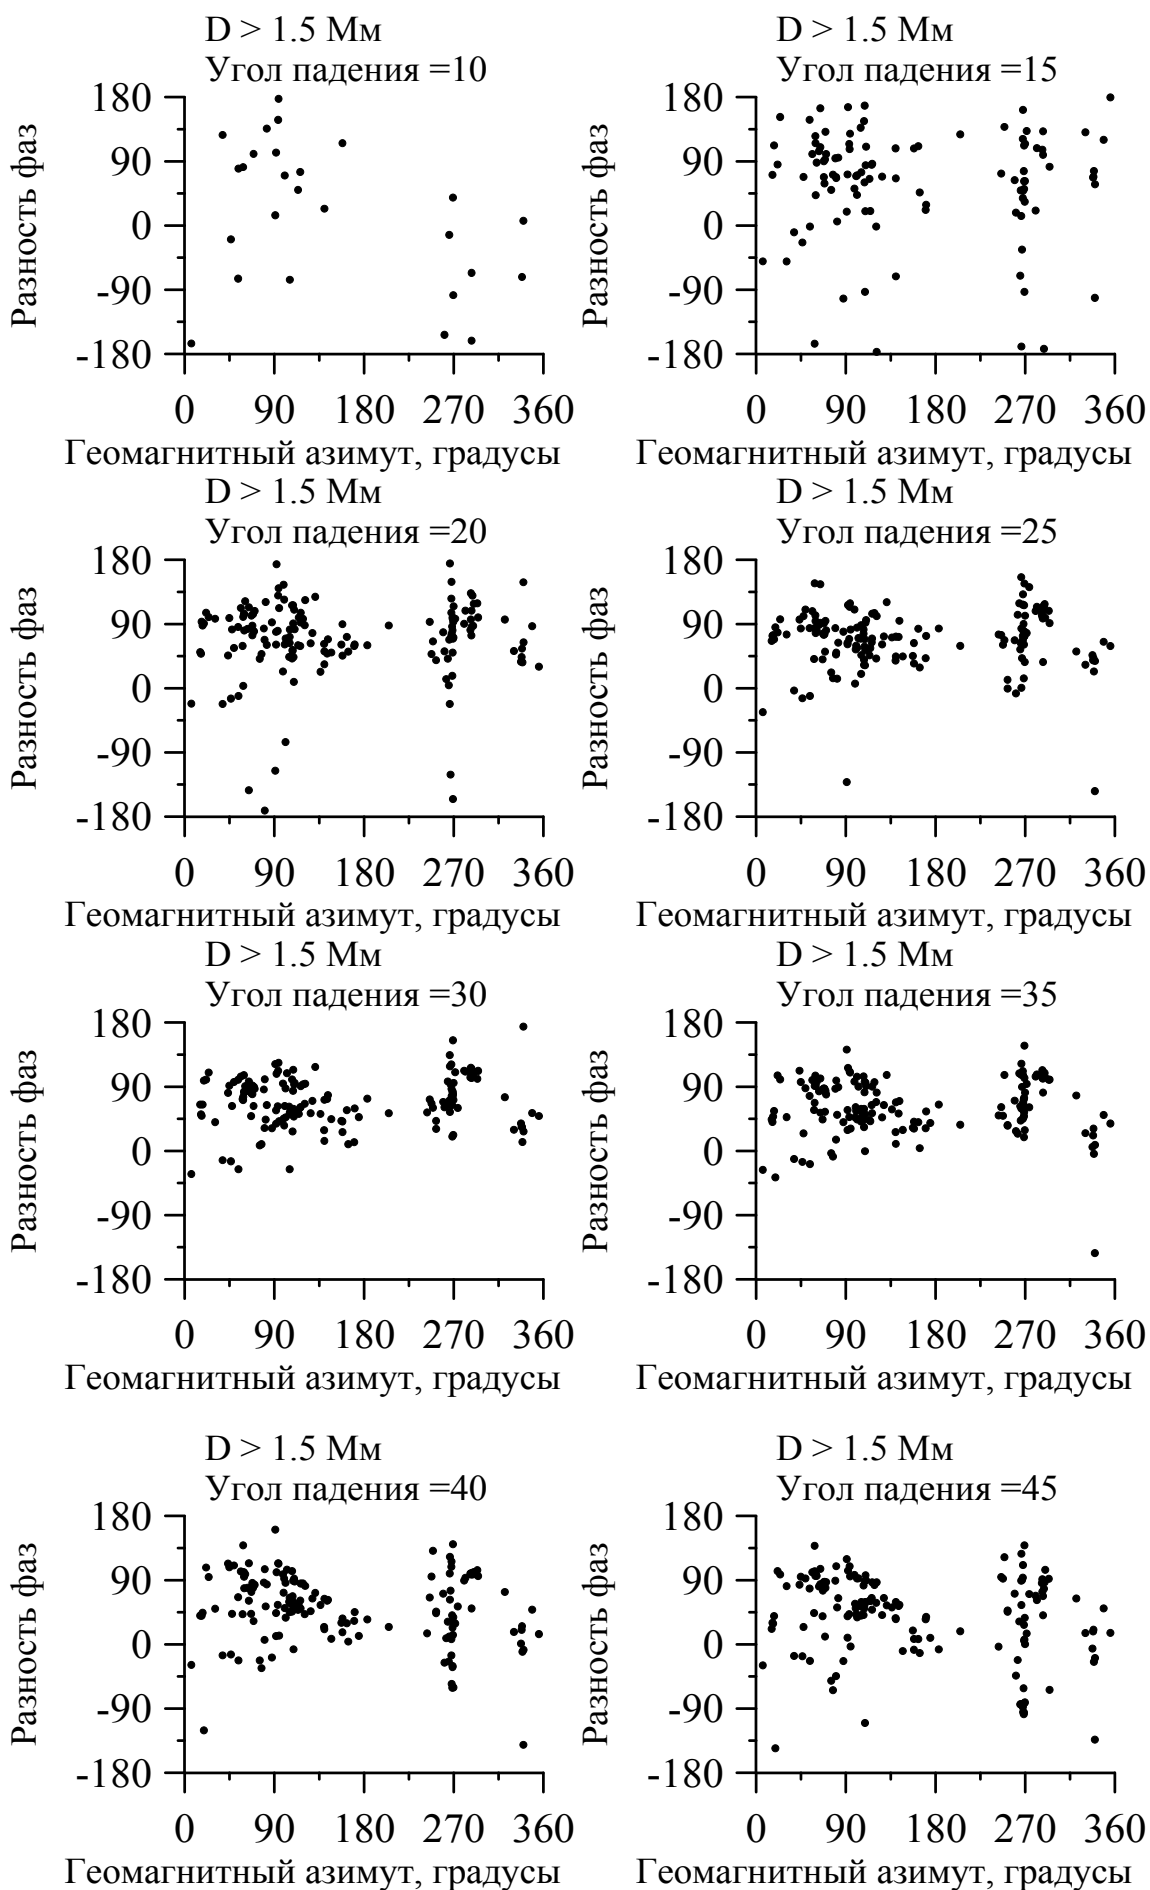 D > 1.5 Мм
Угол падения =10
Разность фаз
180
90
0
-90
-180
0 90 180 270 360
Геомагнитный азимут, градусы
D > 1.5 Мм
Угол падения =15
Разность фаз
180
90
0
-90
-180
0 90 180 270 360
Геомагнитный азимут, градусы
D > 1.5 Мм
Угол падения =20
Разность фаз
180
90
0
-90
-180
0 90 180 270 360
Геомагнитный азимут, градусы
D > 1.5 Мм
Угол падения =25
Разность фаз
180
90
0
-90
-180
0 90 180 270 360
Геомагнитный азимут, градусы
D > 1.5 Мм
Угол падения =30
Разность фаз
180
90
0
-90
-180
0 90 180 270 360
Геомагнитный азимут, градусы
D > 1.5 Мм
Угол падения =35
Разность фаз
180
90
0
-90
-180
0 90 180 270 360
Геомагнитный азимут, градусы
D > 1.5 Мм
Угол падения =40
Разность фаз
180
90
0
-90
-180
0 90 180 270 360
Геомагнитный азимут, градусы
D > 1.5 Мм
Угол падения =45
Разность фаз
180
90
0
-90
-180
0 90 180 270 360
Геомагнитный азимут, градусы